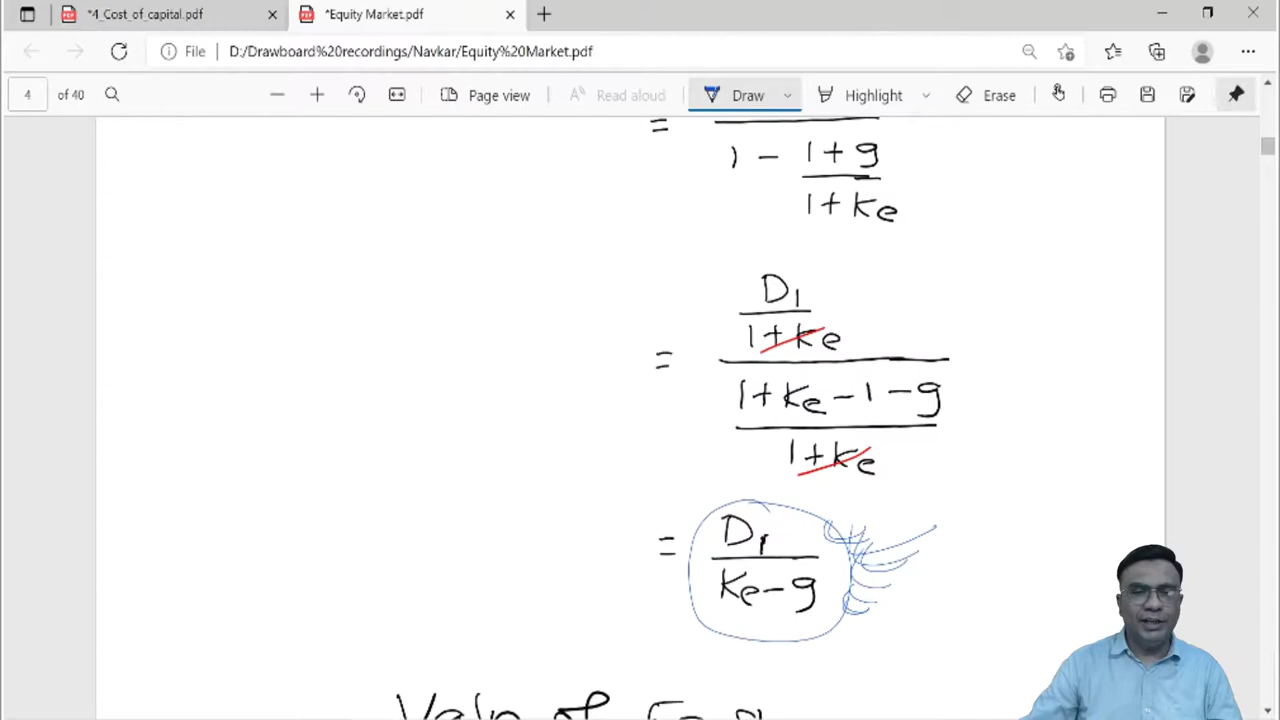 *4_Cost_of_capital.pdf
*Equity Market.pdf
File D:/Drawboard%20recordings/Navkar/Equity%20Market.pdf
4 of 40 Page view Read aloud Draw Highlight Erase
=
1 - 1+g
1+ke
D1
1+ke
=
1+ke-1-g
1+ke
= D1
ke-g
of